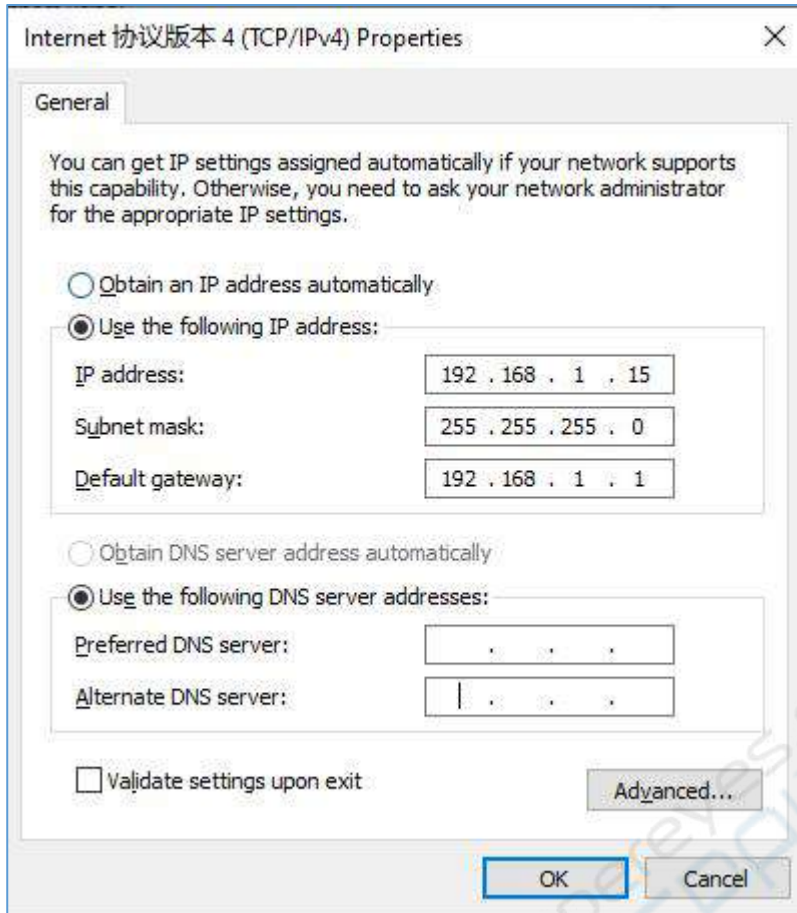 Internet 协议版本 4 (TCP/IPv4) Properties
General
You can get IP settings assigned automatically if your network supports
this capability. Otherwise, you need to ask your network administrator
for the appropriate IP settings.
Obtain an IP address automatically
Use the following IP address:
IP address: 192 . 168 . 1 . 15
Subnet mask: 255 . 255 . 255 . 0
Default gateway: 192 . 168 . 1 . 1
Obtain DNS server address automatically
Use the following DNS server addresses:
Preferred DNS server: . . .
Alternate DNS server: . . .
Validate settings upon exit
Advanced...
OK Cancel